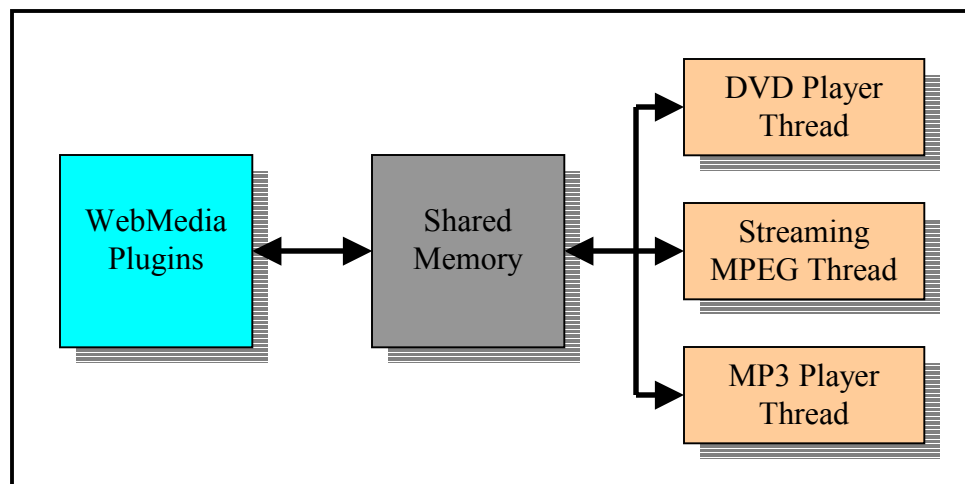 WebMedia
Plugins
Shared
Memory
DVD Player
Thread
Streaming
MPEG Thread
MP3 Player
Thread